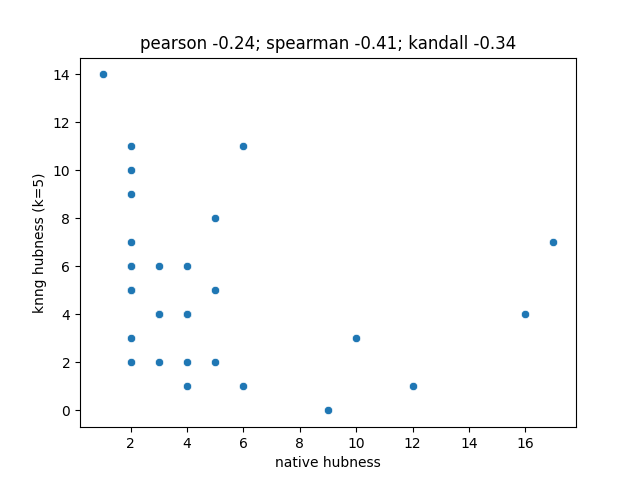 pearson -0.24; spearman -0.41; kandall -0.34
14
12
10
8
6
4
2
0
knng hubness (k=5)
2 4 6 8 10 12 14 16
native hubness